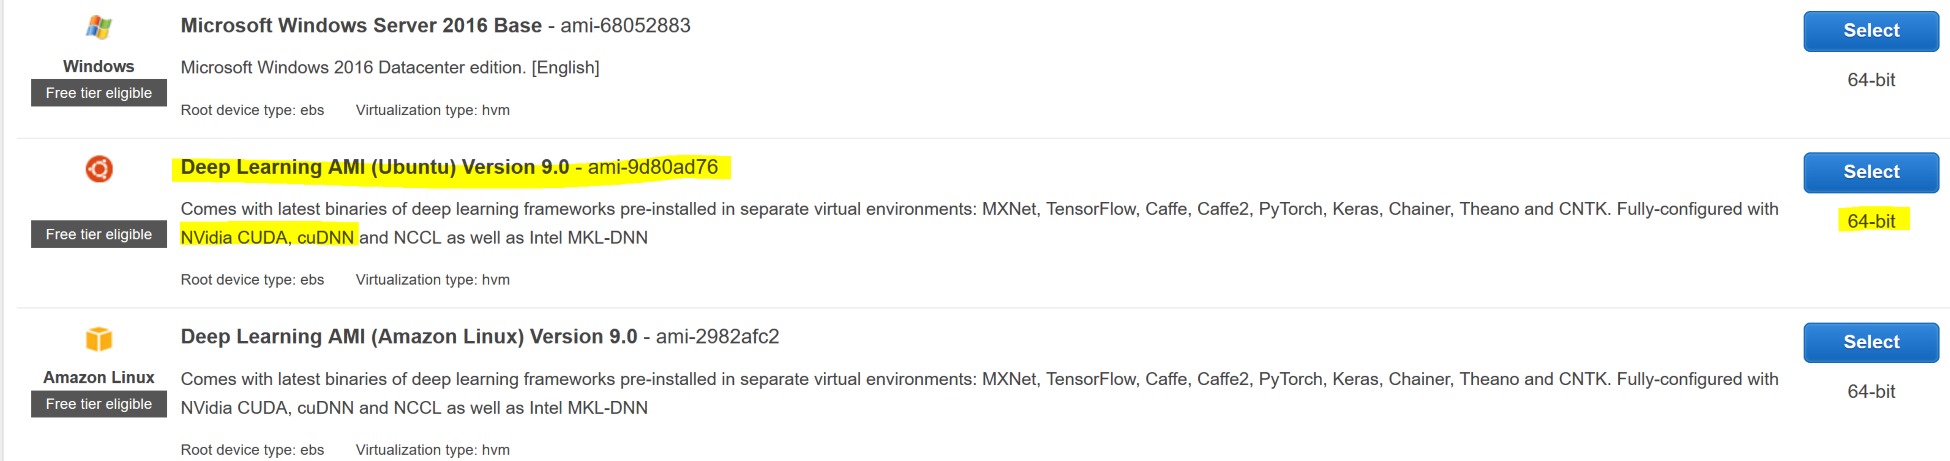 Microsoft Windows Server 2016 Base - ami-68052883
Select
Windows
Microsoft Windows 2016 Datacenter edition. [English]
64-bit
Free tier eligible
Root device type: ebs Virtualization type: hvm
Deep Learning AMI (Ubuntu) Version 9.0 - ami-9d80ad76
Select
Comes with latest binaries of deep learning frameworks pre-installed in separate virtual environments: MXNet, TensorFlow, Caffe, Caffe2, PyTorch, Keras, Chainer, Theano and CNTK. Fully-configured with
64-bit
Free tier eligible
NVidia CUDA, cuDNN and NCCL as well as Intel MKL-DNN
Root device type: ebs Virtualization type: hvm
Deep Learning AMI (Amazon Linux) Version 9.0 - ami-2982afc2
Select
Amazon Linux
Comes with latest binaries of deep learning frameworks pre-installed in separate virtual environments: MXNet, TensorFlow, Caffe, Caffe2, PyTorch, Keras, Chainer, Theano and CNTK. Fully-configured with
64-bit
Free tier eligible
NVidia CUDA, cuDNN and NCCL as well as Intel MKL-DNN
Root device type: ebs Virtualization type: hvm